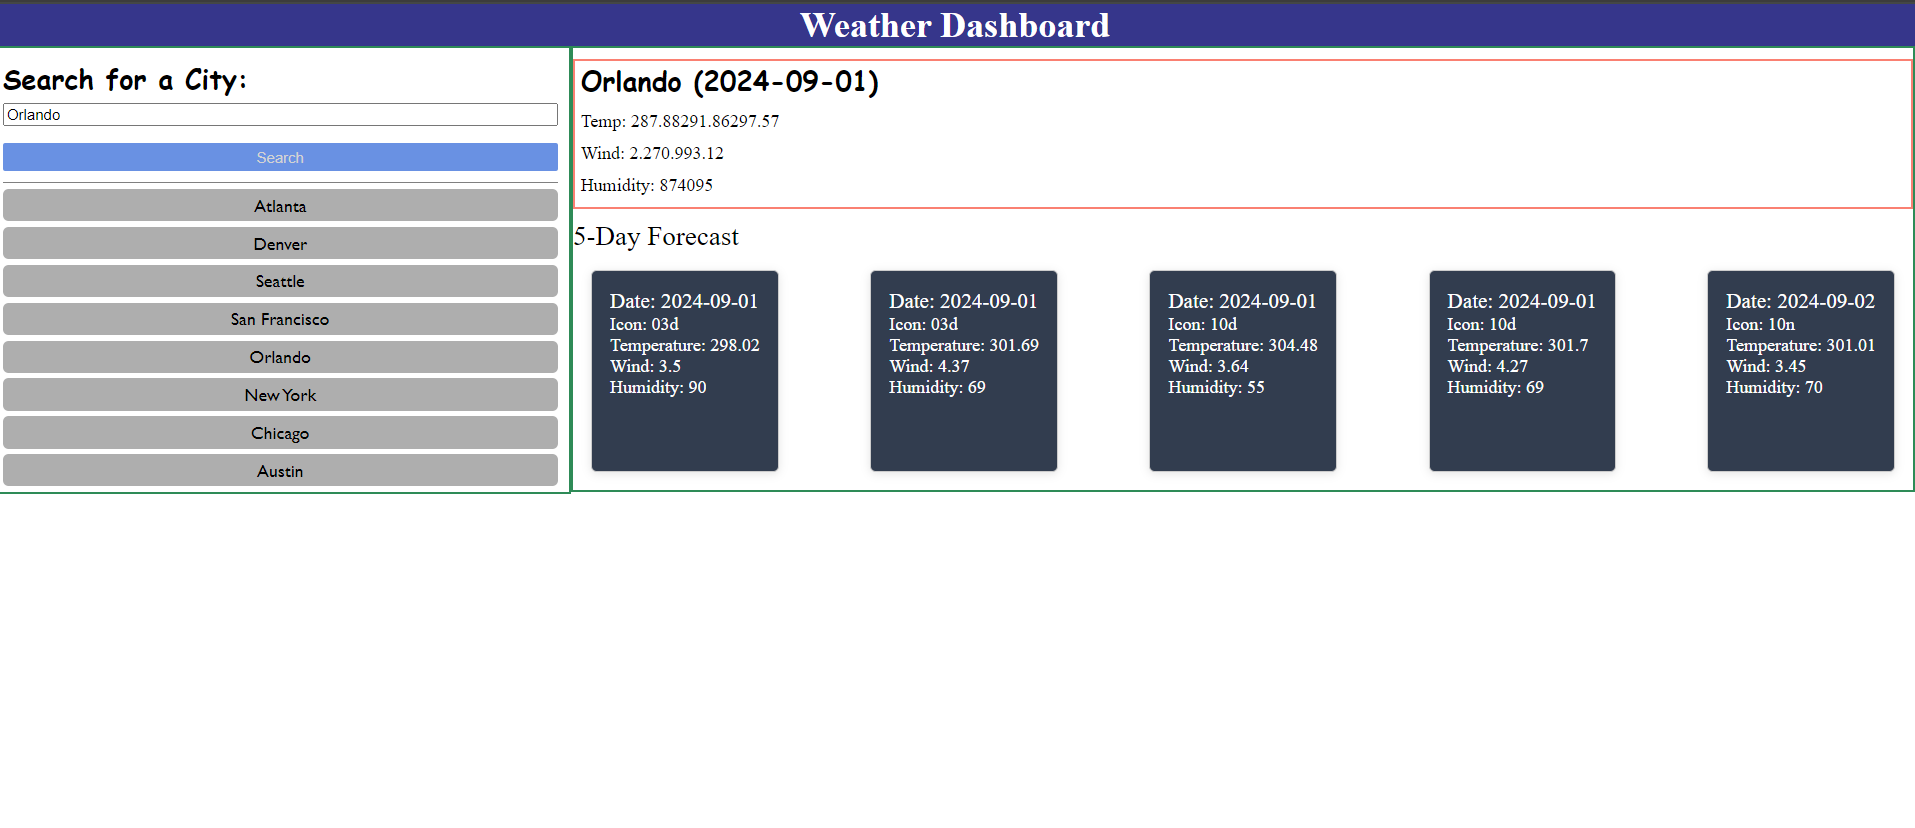 Weather Dashboard
Search for a City:
Orlando
Search
Atlanta
Denver
Seattle
San Francisco
Orlando
New York
Chicago
Austin
Orlando (2024-09-01)
Temp: 287.88291.86297.57
Wind: 2.270.993.12
Humidity: 874095
5-Day Forecast
Date: 2024-09-01
Icon: 03d
Temperature: 298.02
Wind: 3.5
Humidity: 90
Date: 2024-09-01
Icon: 03d
Temperature: 301.69
Wind: 4.37
Humidity: 69
Date: 2024-09-01
Icon: 10d
Temperature: 304.48
Wind: 3.64
Humidity: 55
Date: 2024-09-01
Icon: 10d
Temperature: 301.7
Wind: 4.27
Humidity: 69
Date: 2024-09-02
Icon: 10n
Temperature: 301.01
Wind: 3.45
Humidity: 70